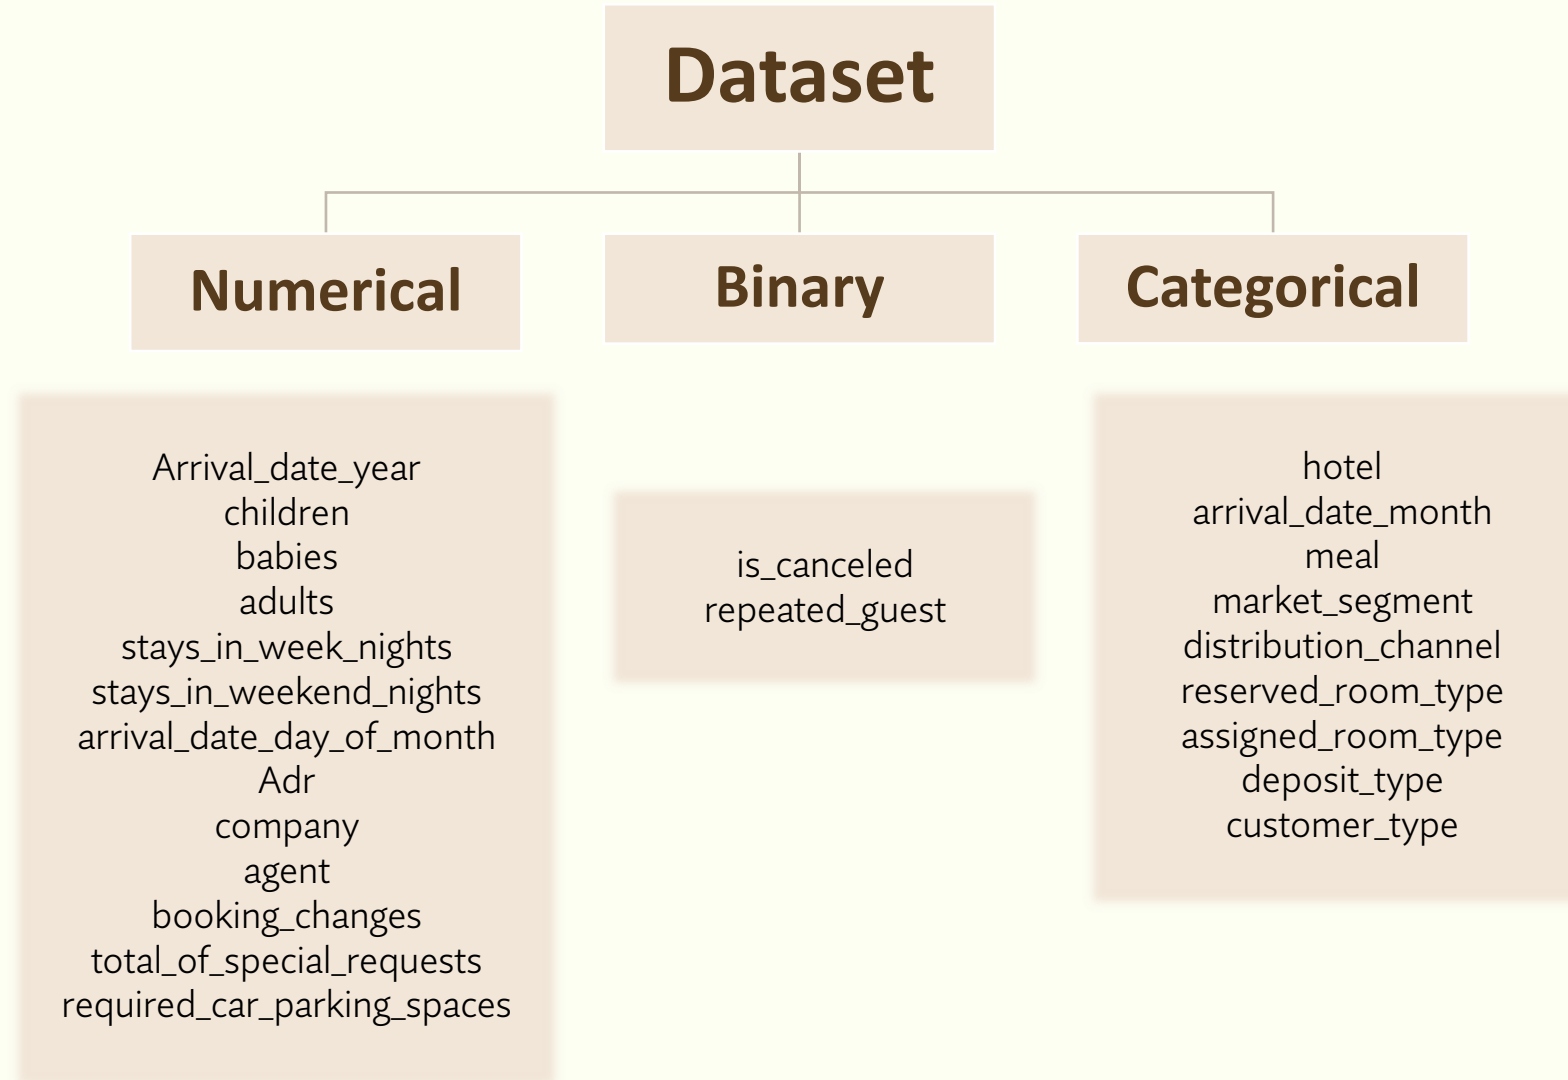 Dataset
Numerical
Binary
Categorical
Arrival_date_year
children
babies
adults
stays_in_week_nights
stays_in_weekend_nights
arrival_date_day_of_month
Adr
company
agent
booking_changes
total_of_special_requests
required_car_parking_spaces
is_canceled
repeated_guest
hotel
arrival_date_month
meal
market_segment
distribution_channel
reserved_room_type
assigned_room_type
deposit_type
customer_type